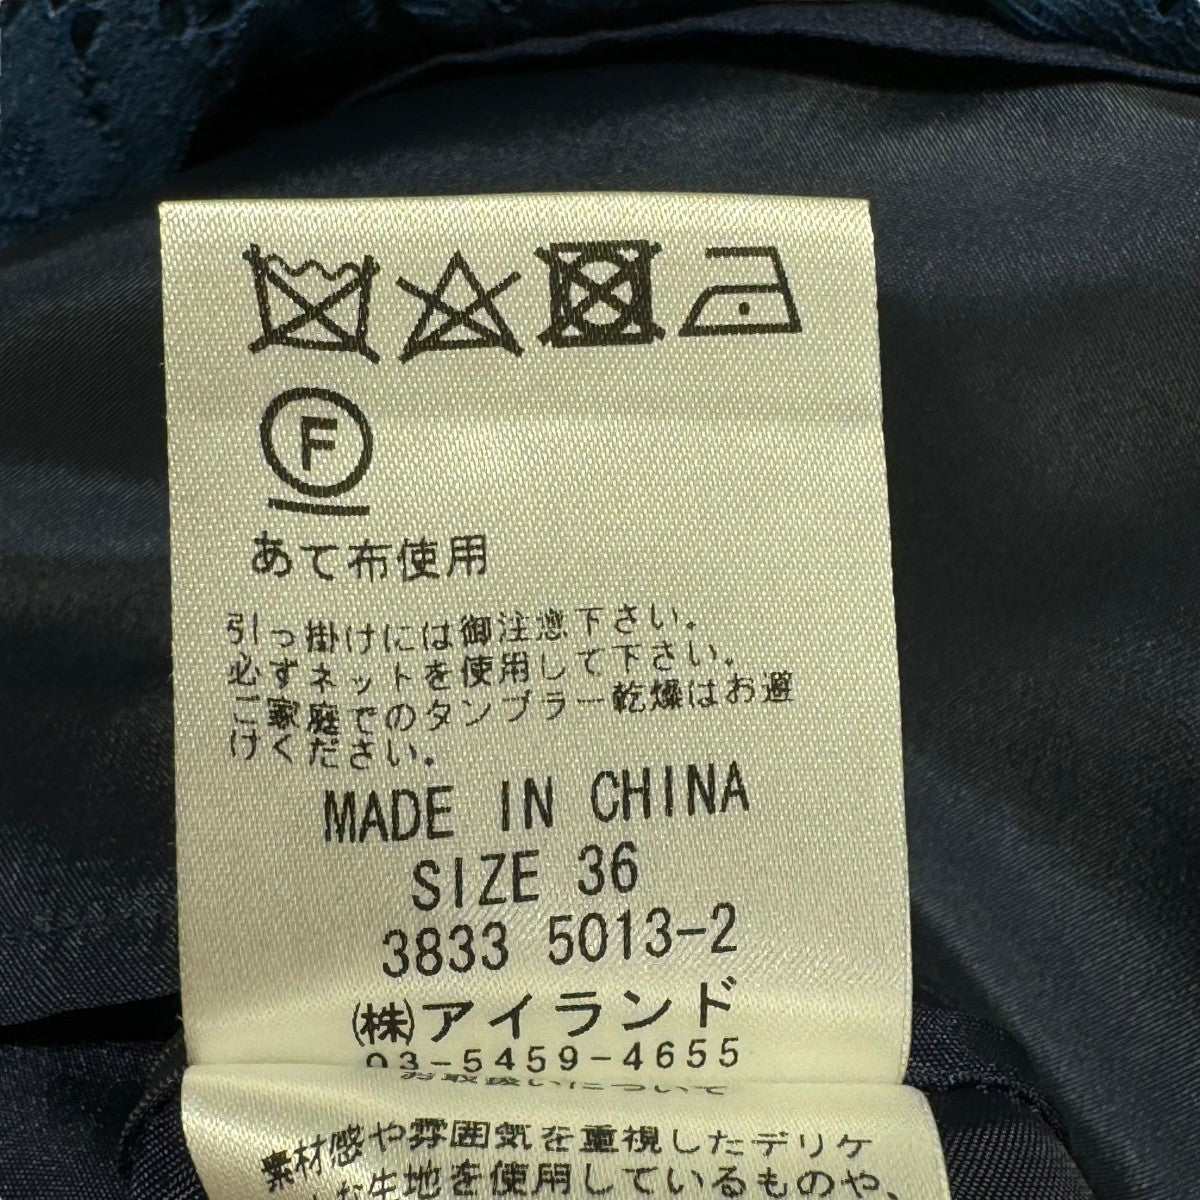 F
あて布使用
引っ掛けには御注意下さい。
必ずネットを使用して下さい。
ご家庭でのタンブラー乾燥はお避
けください。
MADE IN CHINA
SIZE 36
3833 5013-2
(株)アイランド
03-5459-4655
お取扱いについて
素材感や雰囲気を重視したデリケ
な生地を使用しているものや、